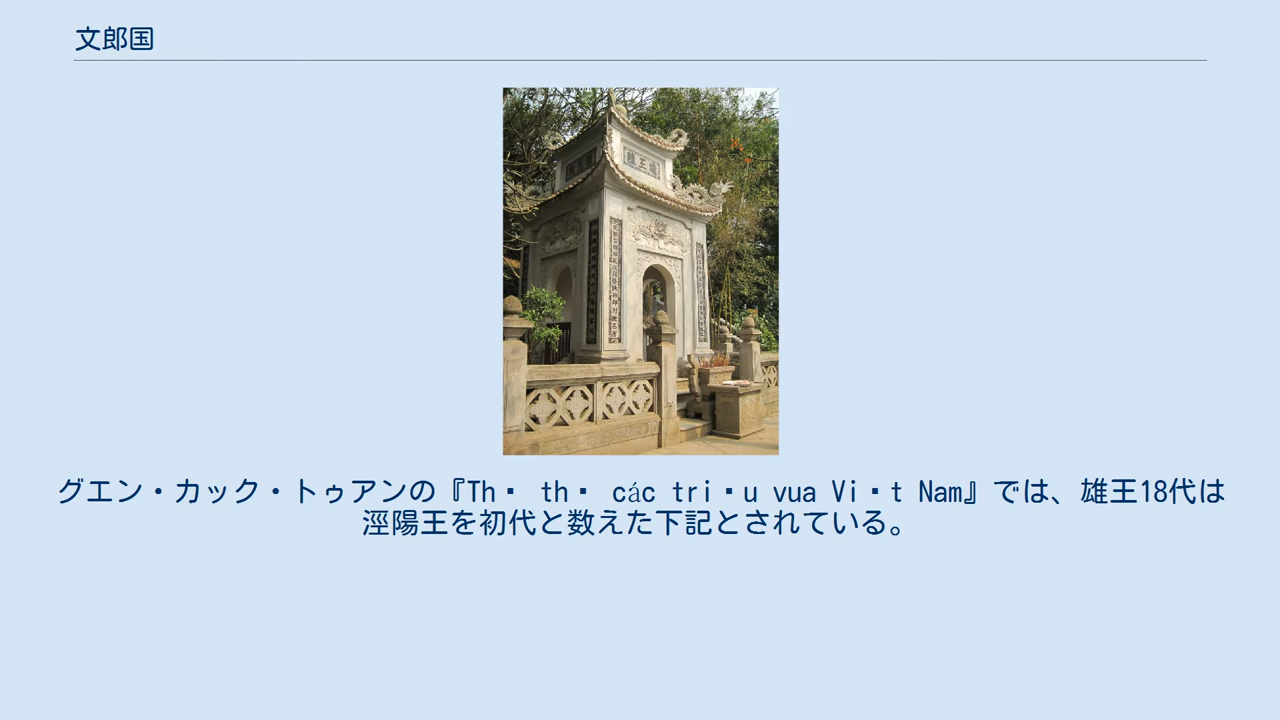 文郎国
グエン・カック・トゥアンの『Th・ th・ các tri・u vua Vi・t Nam』では、雄王18代は
涇陽王を初代と数えた下記とされている。